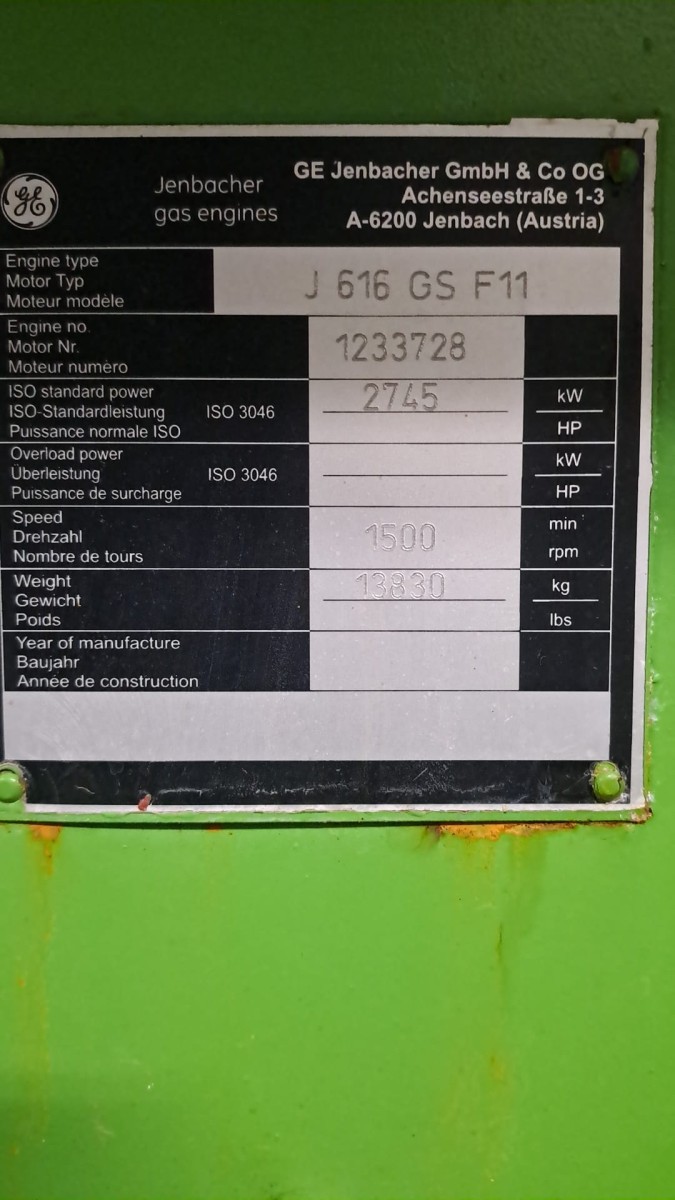 GE
Jenbacher
gas engines
GE Jenbacher GmbH & Co OG
Achenseestraße 1-3
A-6200 Jenbach (Austria)
Engine type
Motor Typ
Moteur modèle
J 616 GS F11
Engine no.
Motor Nr.
Moteur numéro
1233728
ISO standard power
ISO-Standardleistung ISO 3046
Puissance normale ISO
2745
kW
HP
Overload power
Überleistung ISO 3046
Puissance de surcharge
kW
HP
Speed
Drehzahl
Nombre de tours
1500
min
rpm
Weight
Gewicht
Poids
13830
kg
lbs
Year of manufacture
Baujahr
Année de construction